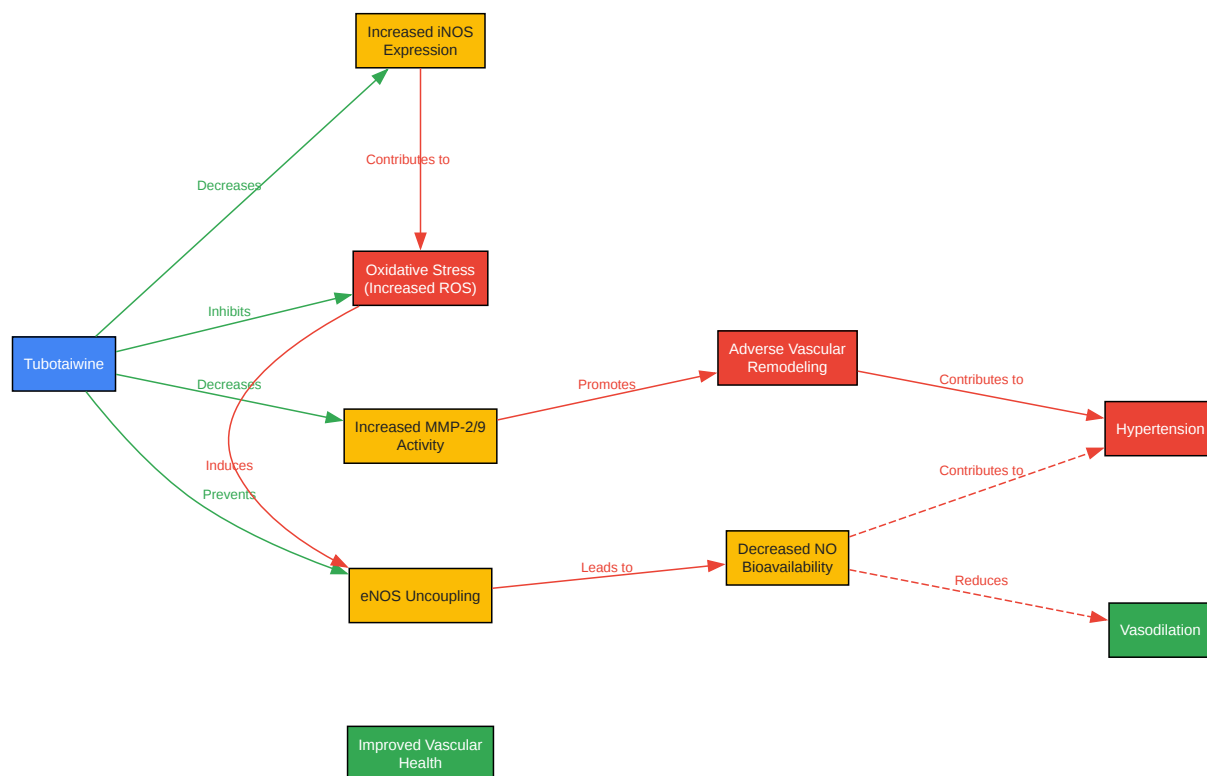 Increased iNOS
Expression
Contributes to
Decreases
Oxidative Stress
(Increased ROS)
Inhibits
Tubotaiwine
Decreases
Increased MMP-2/9
Activity
Promotes
Adverse Vascular
Remodeling
Contributes to
Hypertension
Contributes to
Induces
Prevents
eNOS Uncoupling
Leads to
Decreased NO
Bioavailability
Reduces
Vasodilation
Improved Vascular
Health